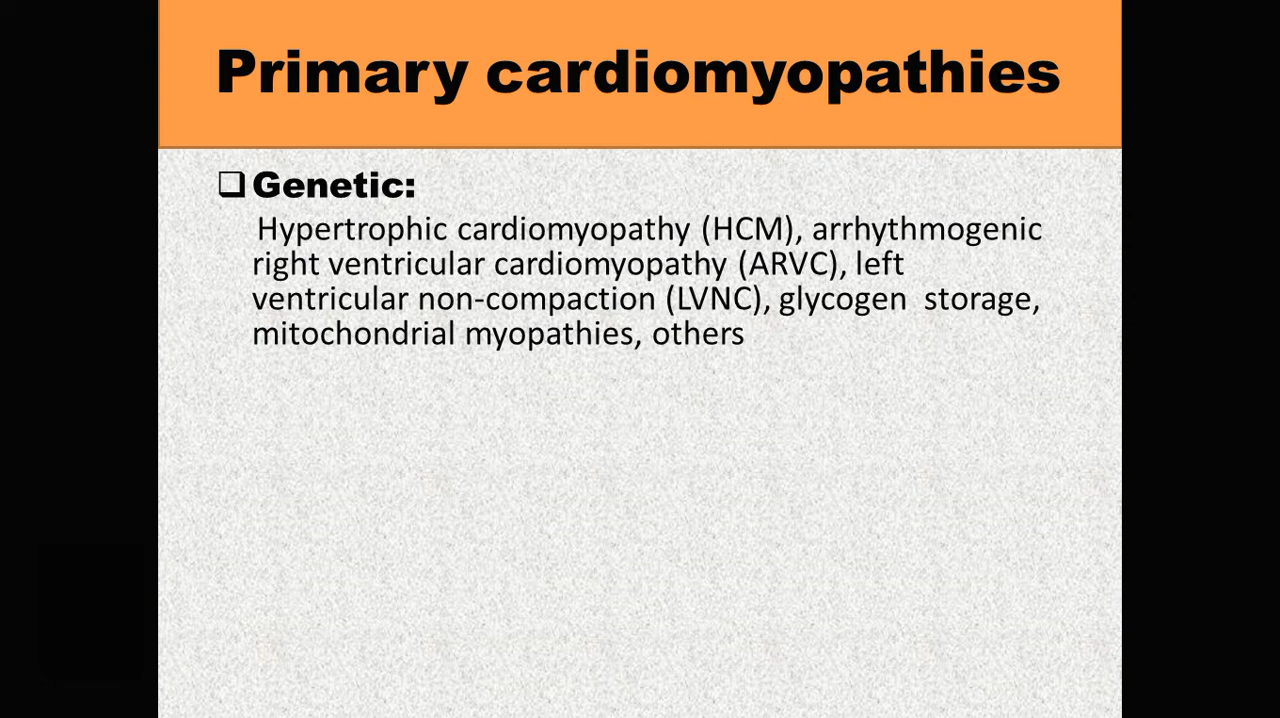 Primary cardiomyopathies
❑Genetic:
Hypertrophic cardiomyopathy (HCM), arrhythmogenic
right ventricular cardiomyopathy (ARVC), left
ventricular non-compaction (LVNC), glycogen storage,
mitochondrial myopathies, others